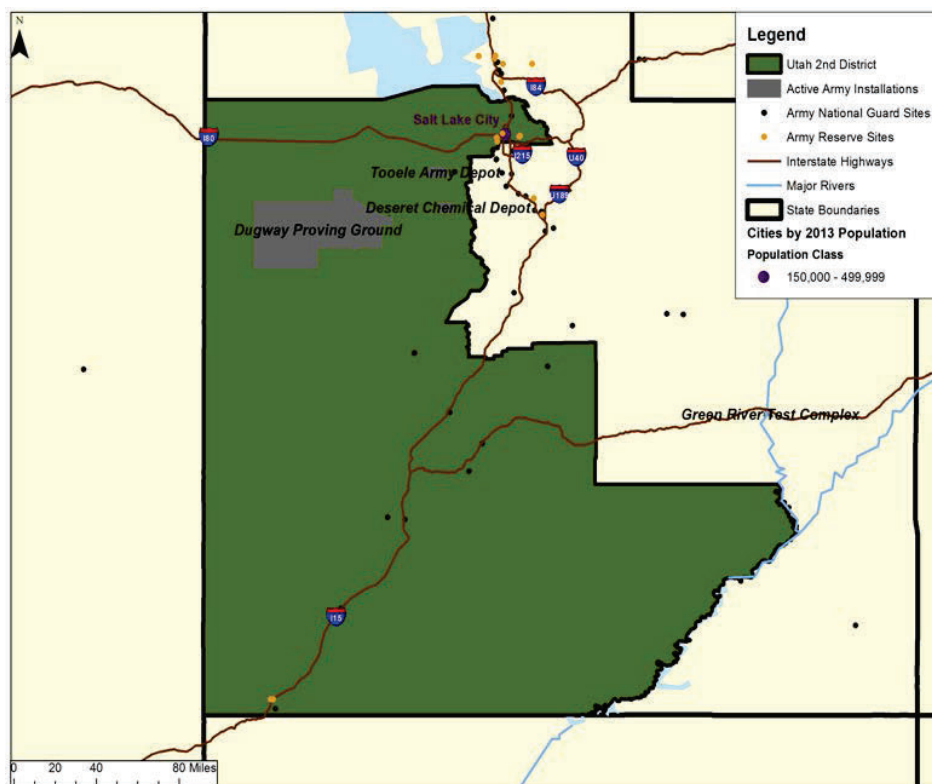 N
Legend
Utah 2nd District
Active Army Installations
Army National Guard Sites
Army Reserve Sites
Interstate Highways
Major Rivers
State Boundaries
Cities by 2013 Population
Population Class
150,000 - 499,999
I84
Salt Lake City
I80
U215
U40
Tooele Army Depot
U189
Deseret Chemical Depot
Dugway Proving Ground
Green River Test Complex
I15
0 20 40 80 Miles